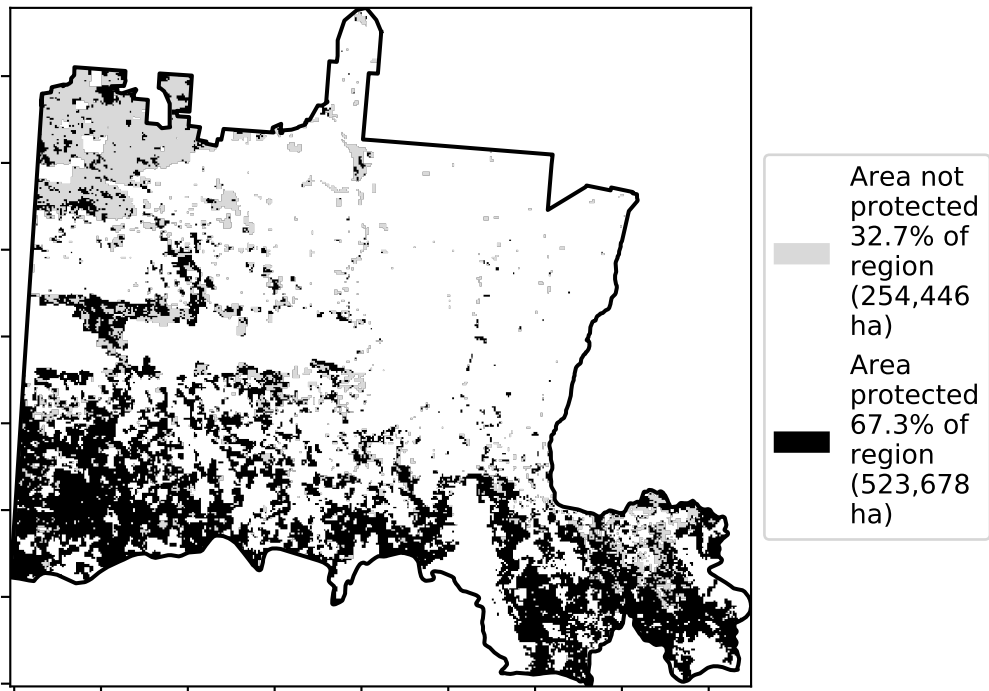 Area not
protected
32.7% of
region
(254,446
ha)
Area
protected
67.3% of
region
(523,678
ha)